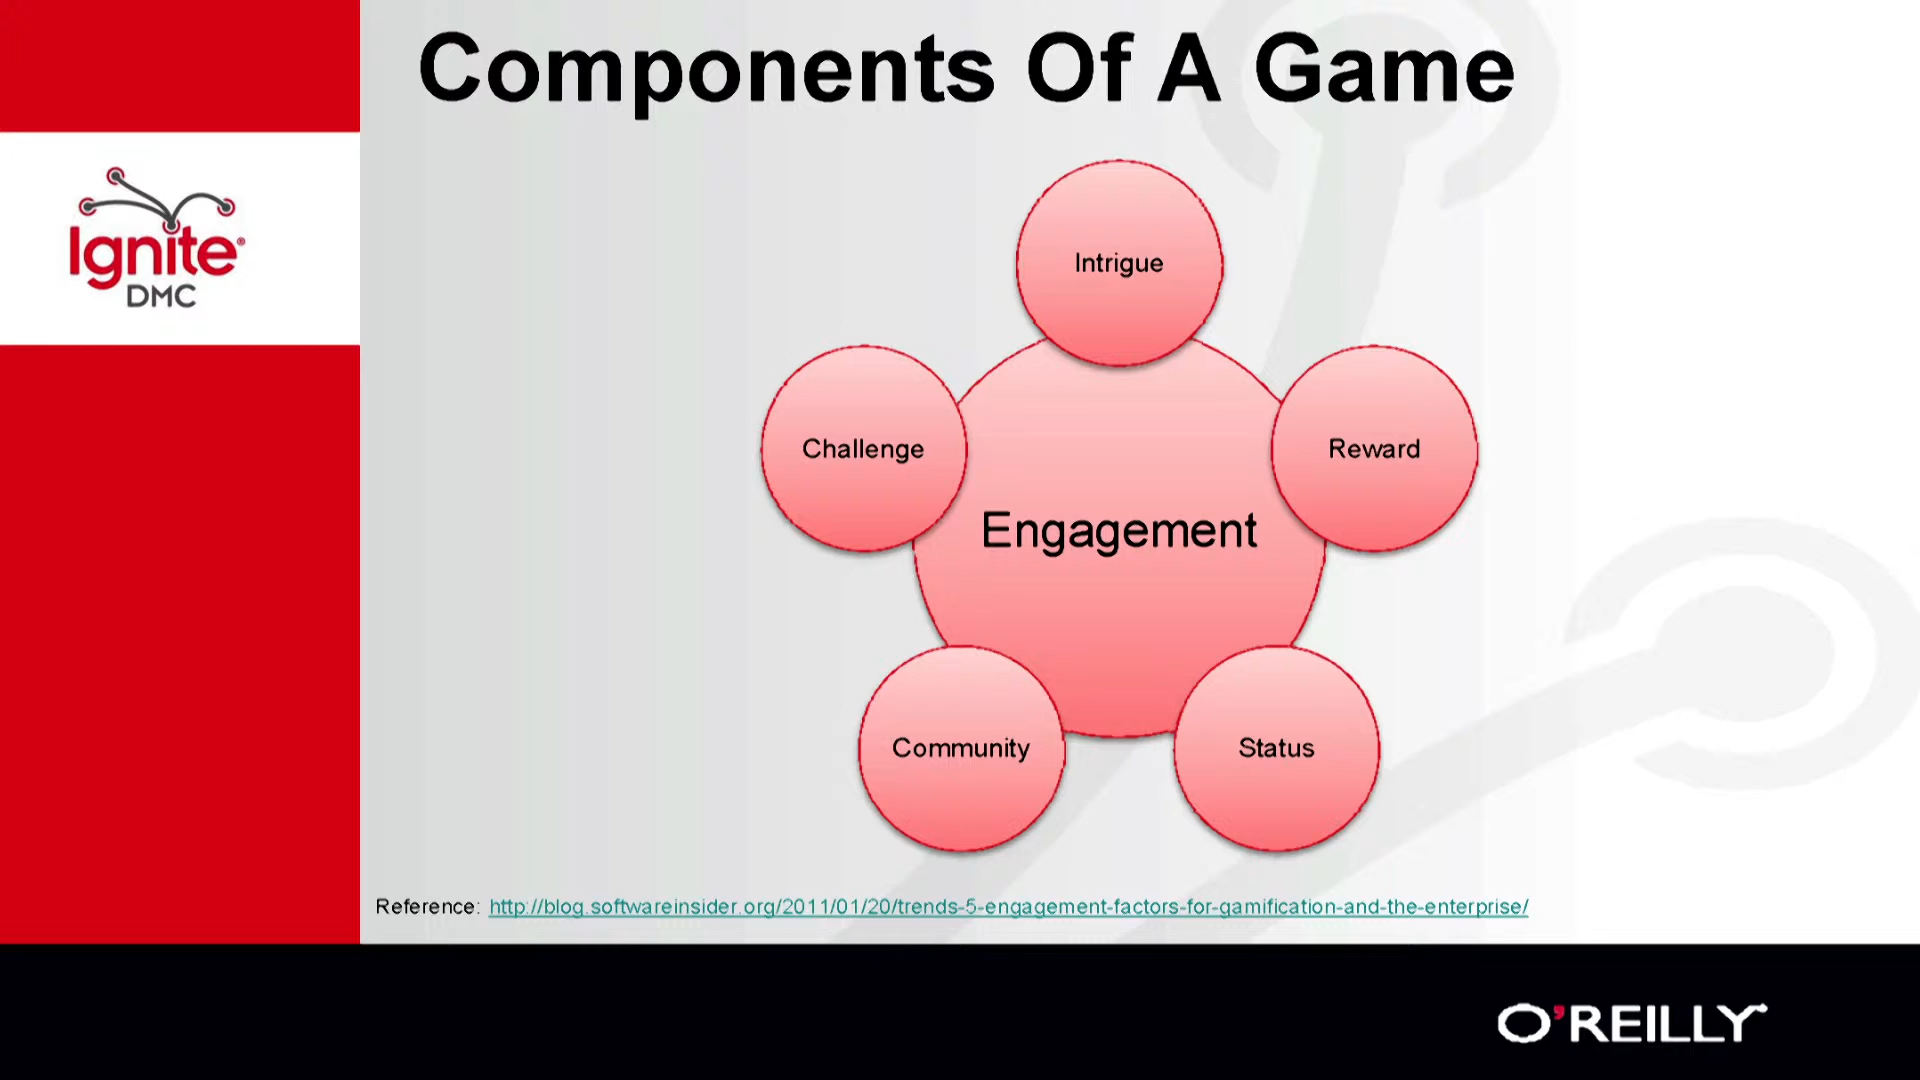 Components Of A Game
Ignite®
DMC
Intrigue
Challenge
Reward
Engagement
Community
Status
Reference: http://blog.softwareinsider.org/2011/01/20/trends-5-engagement-factors-for-gamification-and-the-enterprise/
O'REILLY